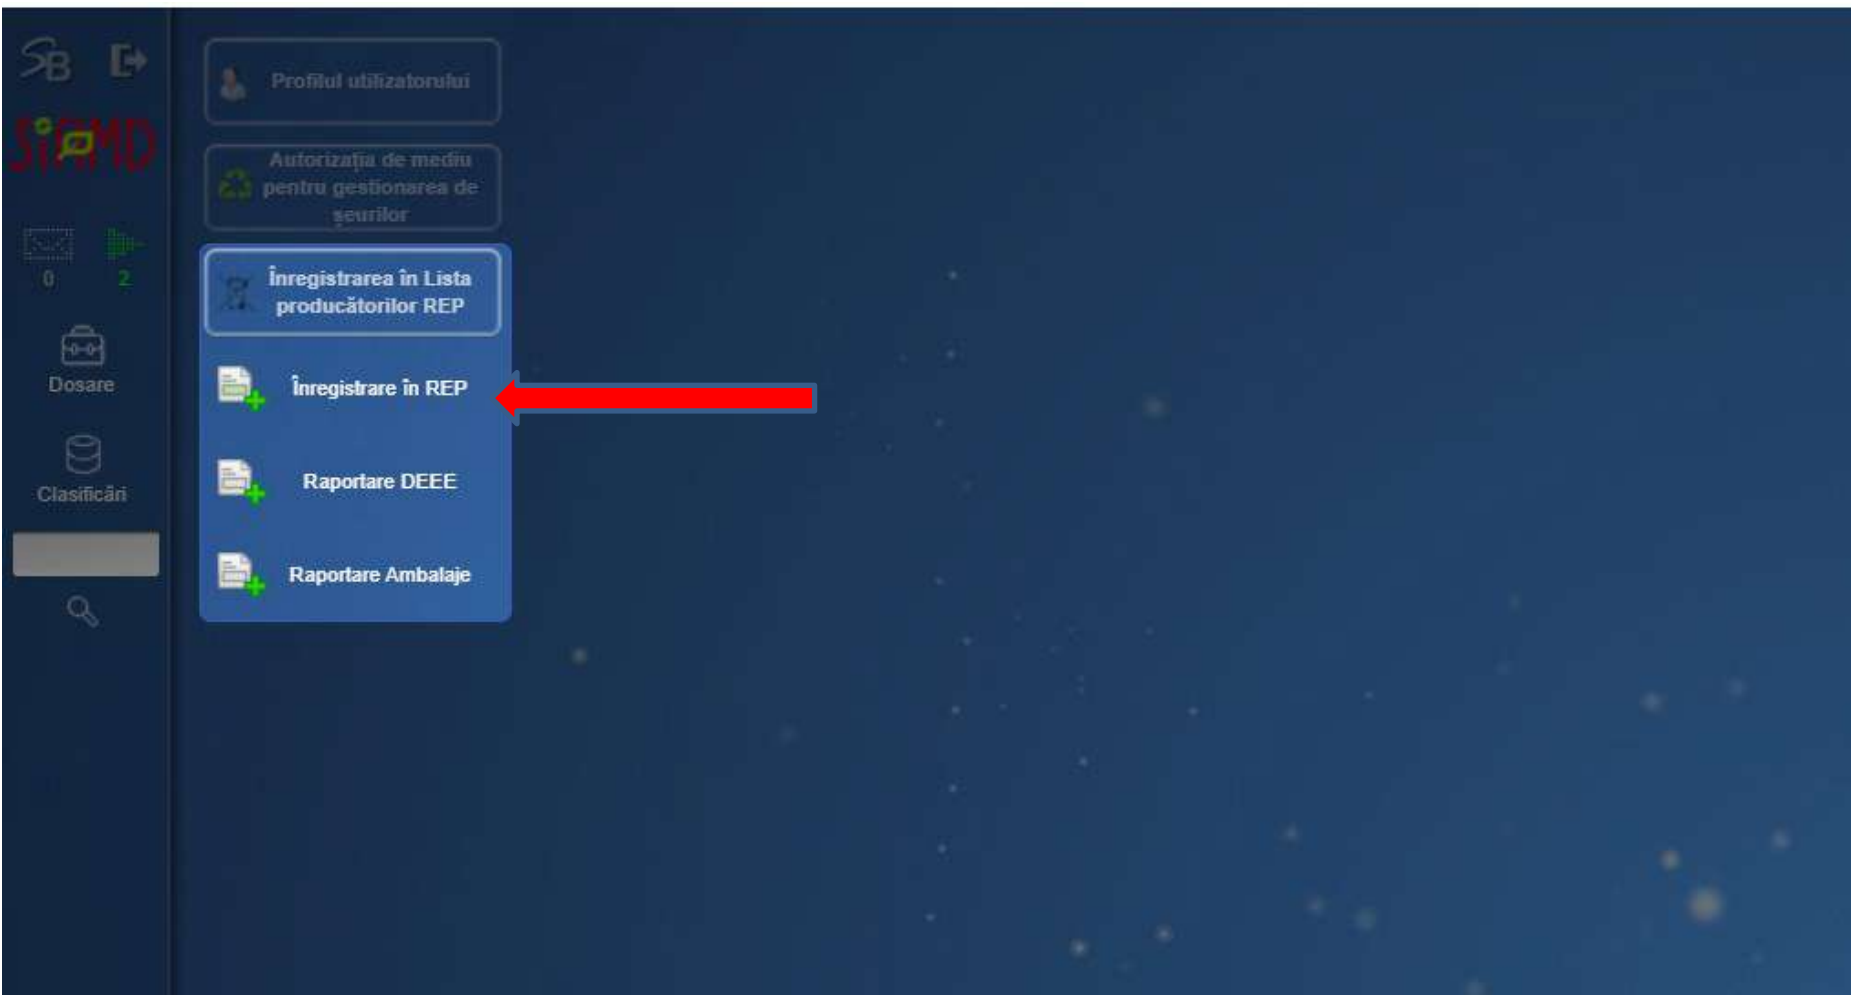 SB
SiAMD
0
2
Dosare
Clasificări
Profilul utilizatorului
Autorizația de mediu
pentru gestionarea de
șeurilor
Înregistrarea în Lista
producătorilor REP
Înregistrare în REP
Raportare DEEE
Raportare Ambalaje